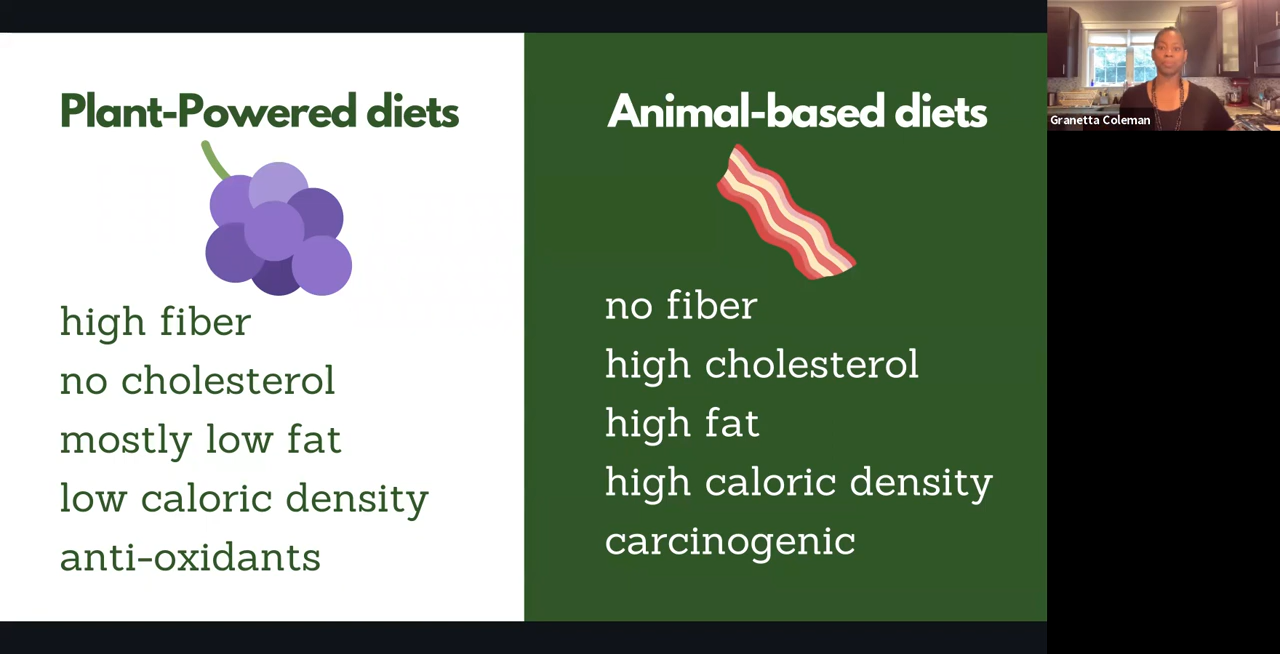 Plant-Powered diets
high fiber
no cholesterol
mostly low fat
low caloric density
anti-oxidants
Animal-based diets
no fiber
high cholesterol
high fat
high caloric density
carcinogenic
Granetta Coleman